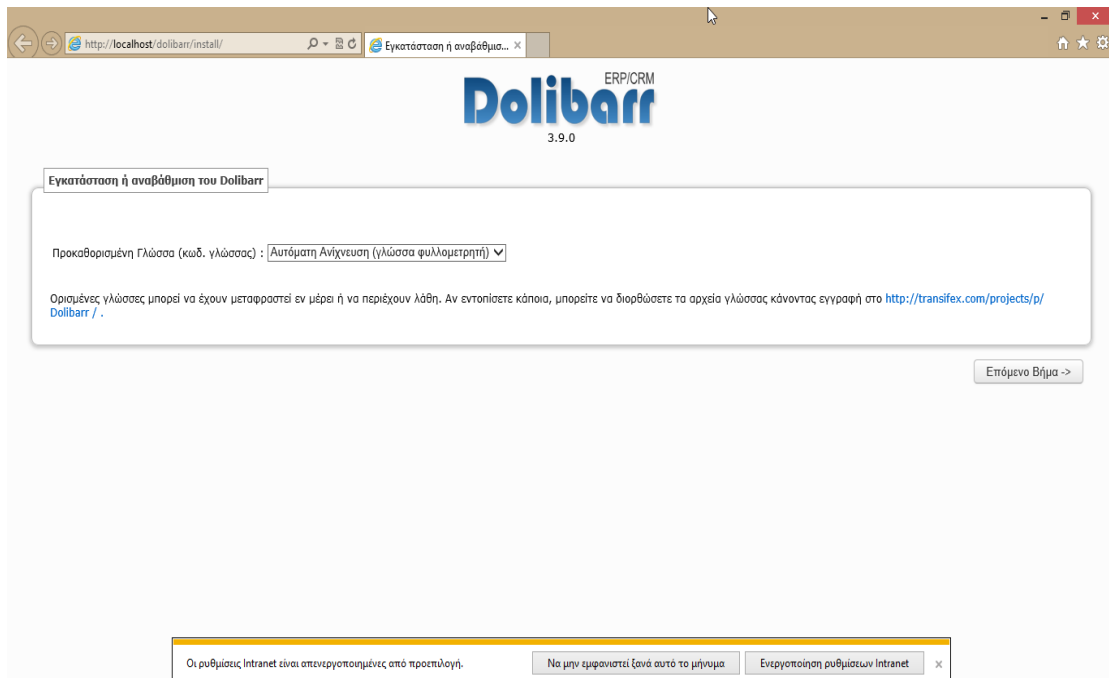 http://localhost/dolibarr/install/
Εγκατάσταση ή αναβάθμισ...
ERP/CRM
Dolibarr
3.9.0
Εγκατάσταση ή αναβάθμιση του Dolibarr
Προκαθορισμένη Γλώσσα (κωδ. γλώσσας) : Αυτόματη Ανίχνευση (γλώσσα φυλλομετρητή)
Ορισμένες γλώσσες μπορεί να έχουν μεταφραστεί εν μέρει ή να περιέχουν λάθη. Αν εντοπίσετε κάποια, μπορείτε να διορθώσετε τα αρχεία γλώσσας κάνοντας εγγραφή στο http://transifex.com/projects/p/
Dolibarr / .
Επόμενο Βήμα ->
Οι ρυθμίσεις Intranet είναι απενεργοποιημένες από προεπιλογή. Να μην εμφανιστεί ξανά αυτό το μήνυμα Ενεργοποίηση ρυθμίσεων Intranet